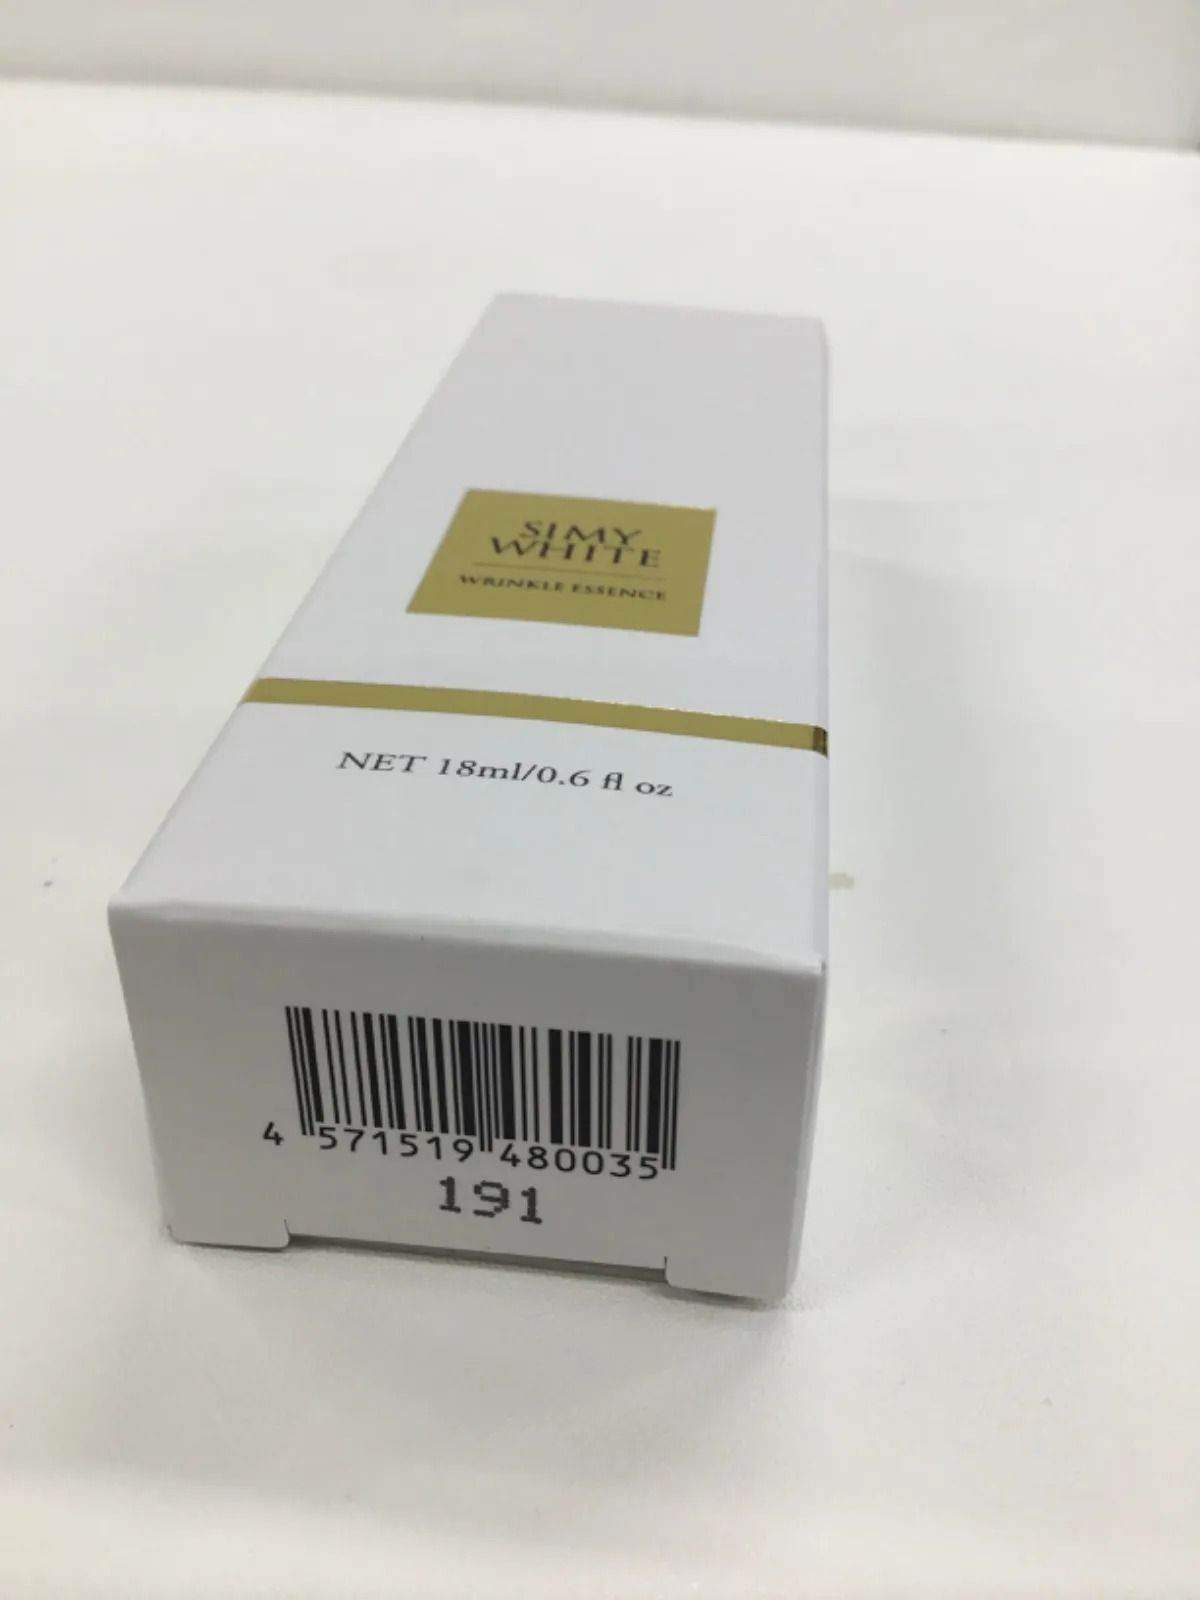 SIMY
WHITE
WRINKLE ESSENCE
NET 18ml/0.6 fl oz
4 571519 480035
191